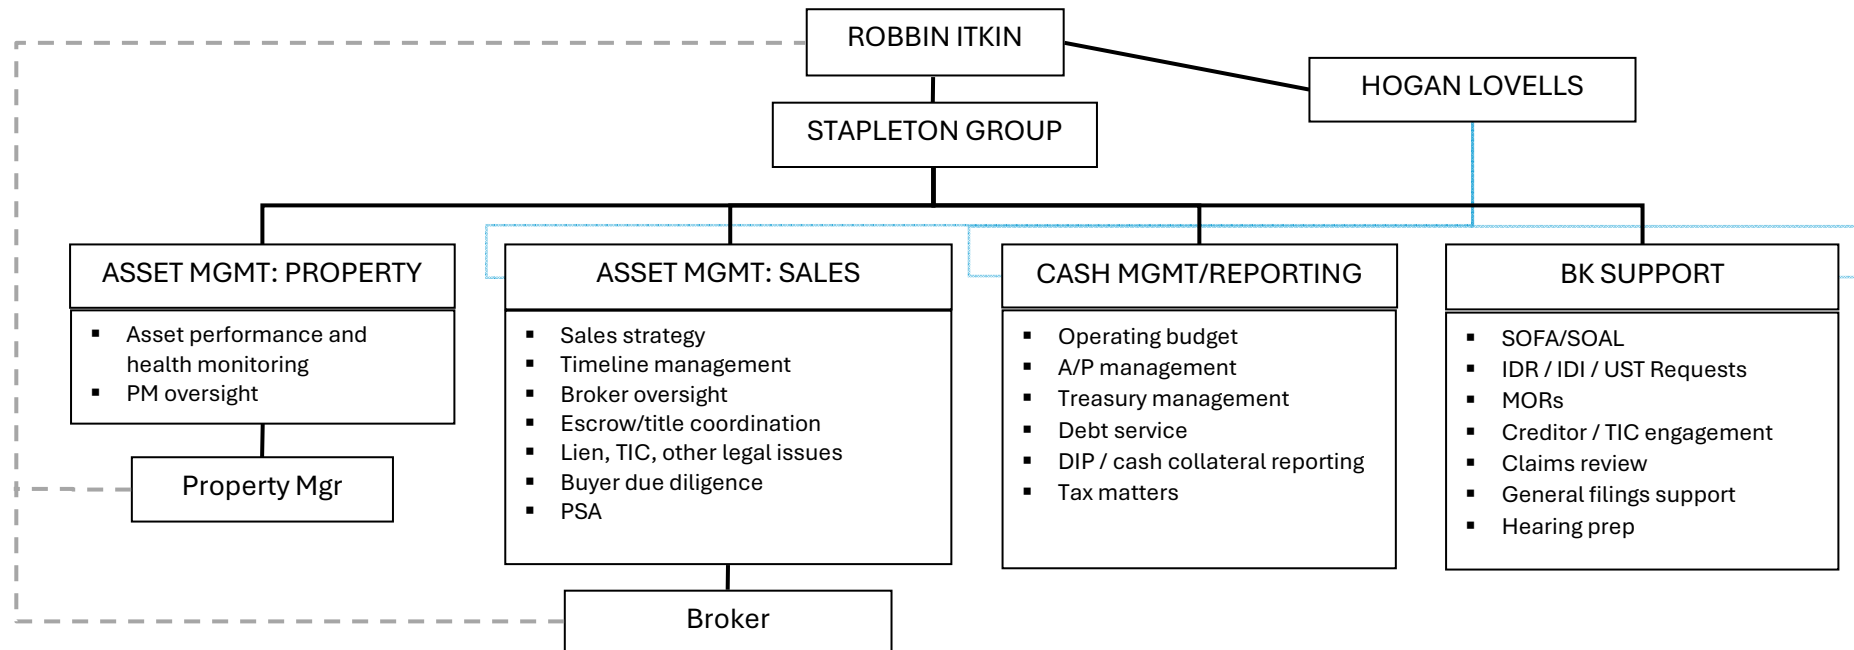 ROBBIN ITKIN
HOGAN LOVELLS
STAPLETON GROUP
ASSET MGMT: PROPERTY
▪ Asset performance and
health monitoring
▪ PM oversight
Property Mgr
ASSET MGMT: SALES
▪ Sales strategy
▪ Timeline management
▪ Broker oversight
▪ Escrow/title coordination
▪ Lien, TIC, other legal issues
▪ Buyer due diligence
▪ PSA
Broker
CASH MGMT/REPORTING
▪ Operating budget
▪ A/P management
▪ Treasury management
▪ Debt service
▪ DIP / cash collateral reporting
▪ Tax matters
BK SUPPORT
▪ SOFA/SOAL
▪ IDR / IDI / UST Requests
▪ MORs
▪ Creditor / TIC engagement
▪ Claims review
▪ General filings support
▪ Hearing prep